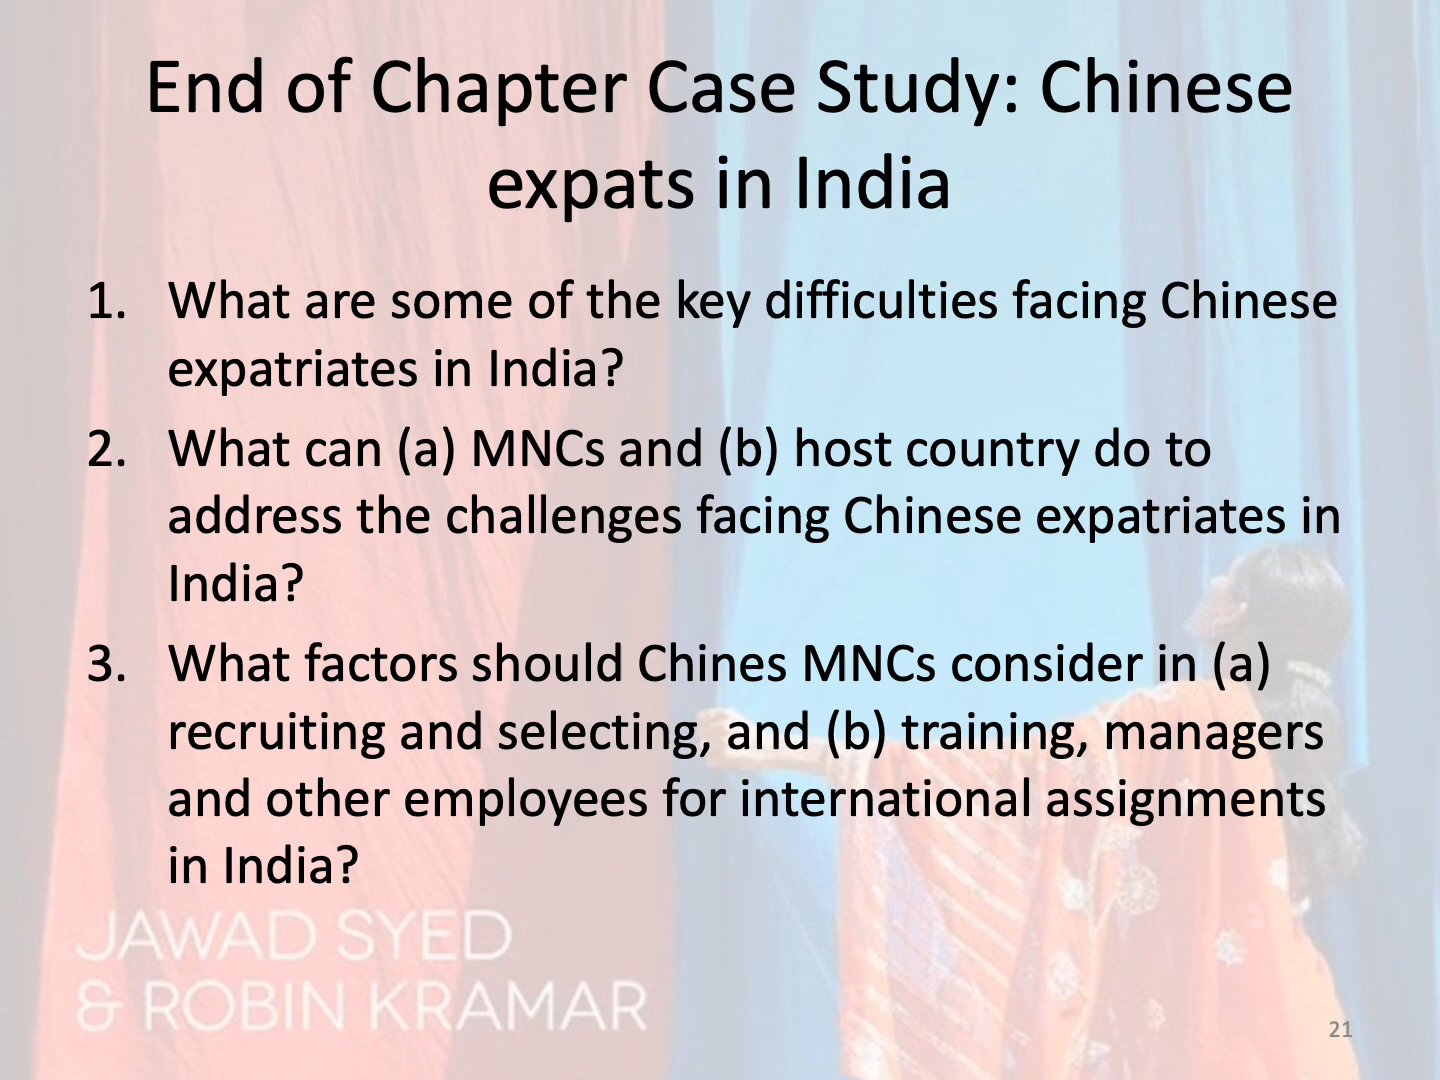 End of Chapter Case Study: Chinese
expats in India
1. What are some of the key difficulties facing Chinese
expatriates in India?
2. What can (a) MNCs and (b) host country do to
address the challenges facing Chinese expatriates in
India?
3. What factors should Chines MNCs consider in (a)
recruiting and selecting, and (b) training, managers
and other employees for international assignments
in India?
JAWAD SYED
& ROBIN KRAMAR
21